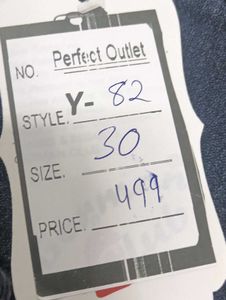 NO. Perfect Outlet
STYLE. Y- 82
SIZE. 30
PRICE. 499